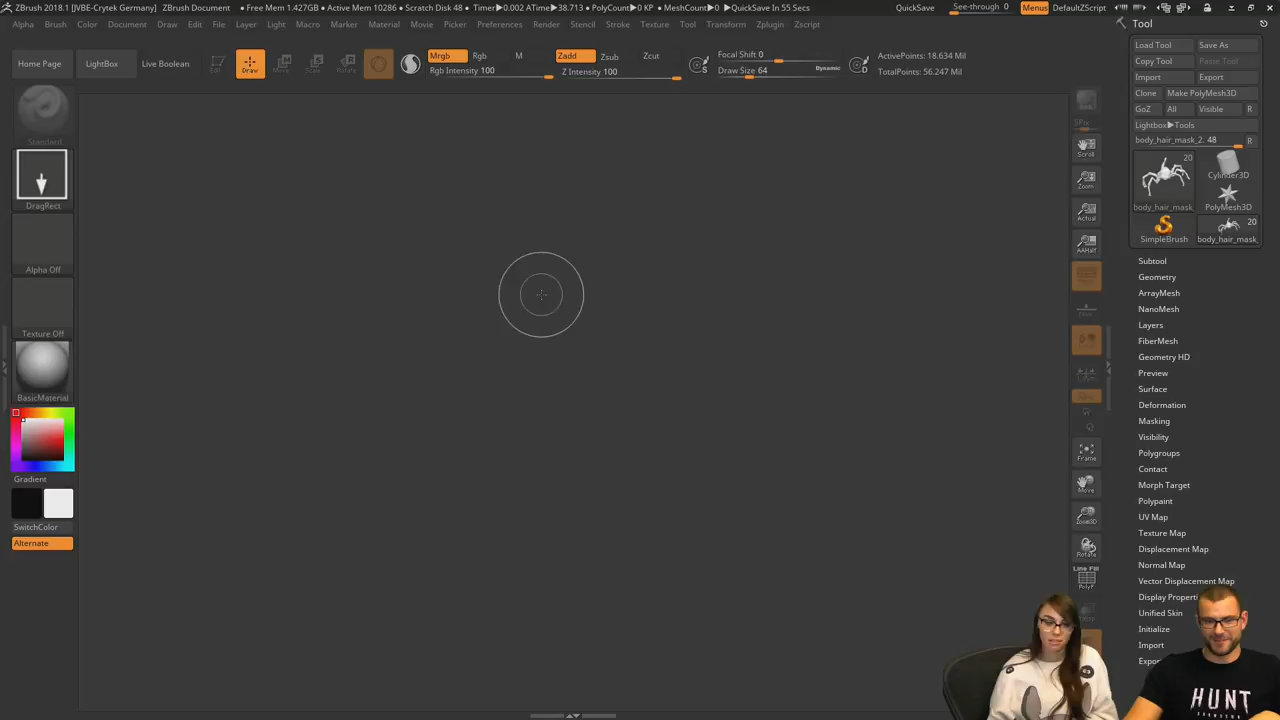 ZBrush 2018.1 [JVBE-Crytek Germany] ZBrush Document • Free Mem 1.427GB • Active Mem 10286 • Scratch Disk 48 • Timer▶0.002 ATime▶38.713 • PolyCount▶0 KP • MeshCount▶0 ▶QuickSave In 55 Secs QuickSave See-through 0 Menus DefaultZScript
Alpha Brush Color Document Draw Edit File Layer Light Macro Marker Material Movie Picker Preferences Render Stencil Stroke Texture Tool Transform Zplugin Zscript
Home Page LightBox Live Boolean Edit Draw Move Scale Rotate
Mrgb Rgb M
Rgb Intensity 100
Zadd Zsub Zcut
Z Intensity 100
S
Focal Shift 0
Draw Size 64 Dynamic
D
ActivePoints: 18.634 Mil
TotalPoints: 56.247 Mil
Standard
DragRect
Alpha Off
Texture Off
BasicMaterial
Gradient
SwitchColor
Alternate
SPix
Scroll
Zoom
Actual
AAHalf
Frame
Move
Zoom3D
Rotate
Line Fill
PolyF
Tool
Load Tool Save As
Copy Tool Paste Tool
Import Export
Clone Make PolyMesh3D
GoZ All Visible R
Lightbox▶Tools
body_hair_mask_2. 48 R
20
Cylinder3D
body_hair_mask_ PolyMesh3D
20
SimpleBrush body_hair_mask_
Subtool
Geometry
ArrayMesh
NanoMesh
Layers
FiberMesh
Geometry HD
Preview
Surface
Deformation
Masking
Visibility
Polygroups
Contact
Morph Target
Polypaint
UV Map
Texture Map
Displacement Map
Normal Map
Vector Displacement Map
Display Prope
Unified Skin
Initialize
Import
Expo
HUNT